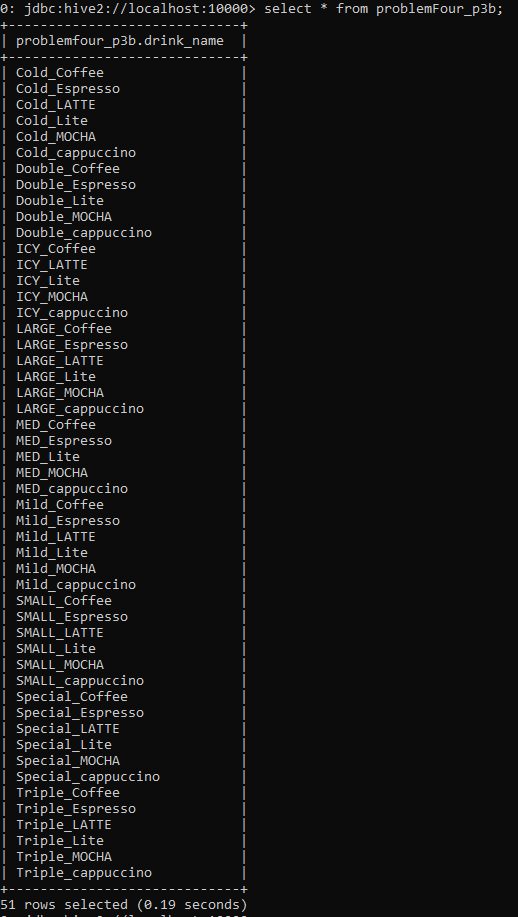 0: jdbc:hive2://localhost:10000> select * from problemFour_p3b;
+-----------------------------+
| problemfour_p3b.drink_name  |
+-----------------------------+
| Cold_Coffee                 |
| Cold_Espresso               |
| Cold_LATTE                  |
| Cold_Lite                   |
| Cold_MOCHA                  |
| Cold_cappuccino             |
| Double_Coffee               |
| Double_Espresso             |
| Double_Lite                 |
| Double_MOCHA                |
| Double_cappuccino           |
| ICY_Coffee                  |
| ICY_LATTE                   |
| ICY_Lite                    |
| ICY_MOCHA                   |
| ICY_cappuccino              |
| LARGE_Coffee                |
| LARGE_Espresso              |
| LARGE_LATTE                 |
| LARGE_Lite                  |
| LARGE_MOCHA                 |
| LARGE_cappuccino            |
| MED_Coffee                  |
| MED_Espresso                |
| MED_Lite                    |
| MED_MOCHA                   |
| MED_cappuccino              |
| Mild_Coffee                 |
| Mild_Espresso               |
| Mild_LATTE                  |
| Mild_Lite                   |
| Mild_MOCHA                  |
| Mild_cappuccino             |
| SMALL_Coffee                |
| SMALL_Espresso              |
| SMALL_LATTE                 |
| SMALL_Lite                  |
| SMALL_MOCHA                 |
| SMALL_cappuccino            |
| Special_Coffee              |
| Special_Espresso            |
| Special_LATTE               |
| Special_Lite                |
| Special_MOCHA               |
| Special_cappuccino          |
| Triple_Coffee               |
| Triple_Espresso             |
| Triple_LATTE                |
| Triple_Lite                 |
| Triple_MOCHA                |
| Triple_cappuccino           |
+-----------------------------+
51 rows selected (0.19 seconds)